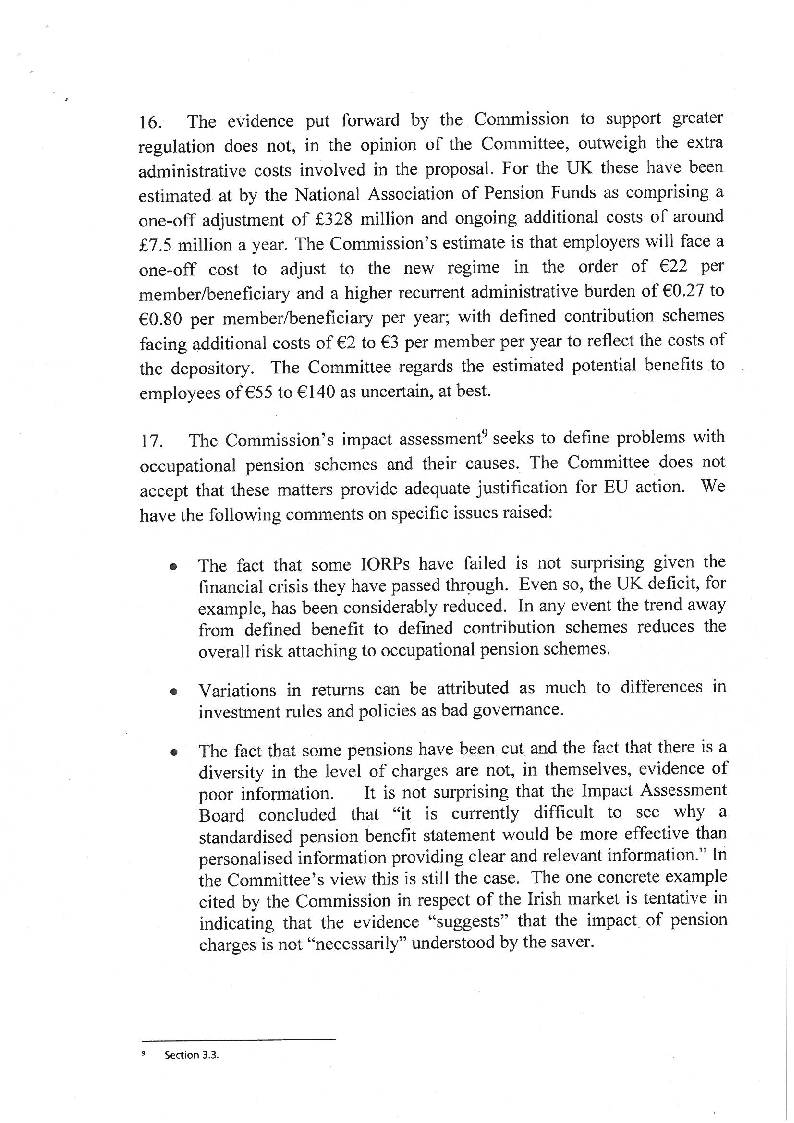 16. The evidence put forward by the Commission to support greater
regulation does not, in the opinion of the Committee, outweigh the extra
administrative costs involved in the proposal. For the UK these have been
estimated at by the National Association of Pension Funds as comprising a
one-off adjustment of £328 million and ongoing additional costs of around
£7.5 million a year. The Commission's estimate is that employers will face a
one-off cost to adjust to the new regime in the order of €22 per
member/beneficiary and a higher recurrent administrative burden of €0.27 to
€0.80 per member/beneficiary per year; with defined contribution schemes
facing additional costs of €2 to €3 per member per year to reflect the costs of
the depository. The Committee regards the estimated potential benefits to
employees of €55 to €140 as uncertain, at best.
17. The Commission's impact assessment⁹ seeks to define problems with
occupational pension schemes and their causes. The Committee does not
accept that these matters provide adequate justification for EU action. We
have the following comments on specific issues raised:
• The fact that some IORPs have failed is not surprising given the
financial crisis they have passed through. Even so, the UK deficit, for
example, has been considerably reduced. In any event the trend away
from defined benefit to defined contribution schemes reduces the
overall risk attaching to occupational pension schemes.
• Variations in returns can be attributed as much to differences in
investment rules and policies as bad governance.
• The fact that some pensions have been cut and the fact that there is a
diversity in the level of charges are not, in themselves, evidence of
poor information. It is not surprising that the Impact Assessment
Board concluded that "it is currently difficult to see why a
standardised pension benefit statement would be more effective than
personalised information providing clear and relevant information." In
the Committee's view this is still the case. The one concrete example
cited by the Commission in respect of the Irish market is tentative in
indicating that the evidence "suggests" that the impact of pension
charges is not "necessarily" understood by the saver.
⁹ Section 3.3.